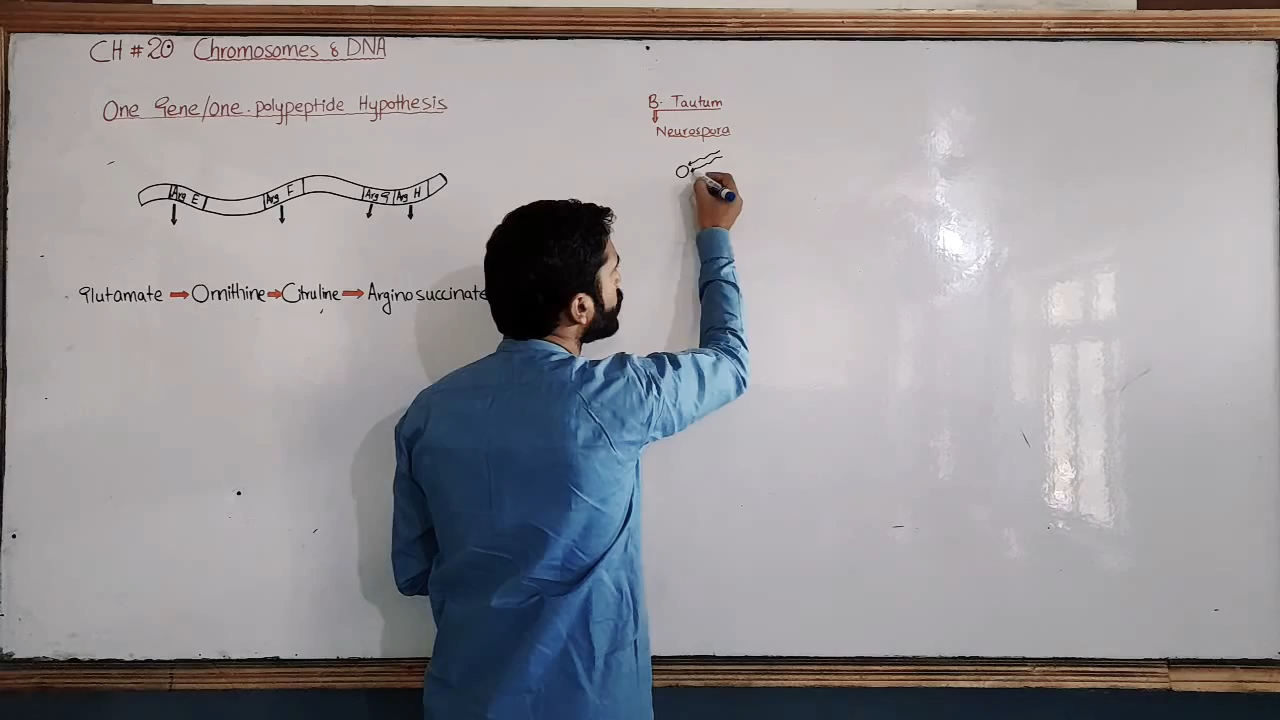 CH #20 Chromosomes & DNA
One Gene/one.polypeptide Hypothesis
B. Tautum
Neurospora
Arg E Arg F Arg G Arg H
Glutamate → Ornithine → Citruline → Arginosuccinate